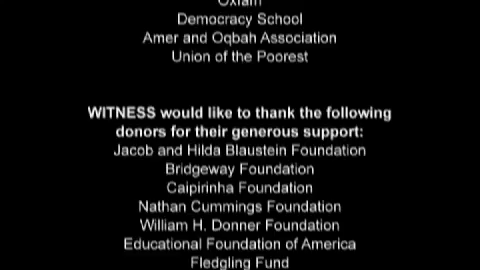 Oxfam
Democracy School
Amer and Oqbah Association
Union of the Poorest
WITNESS would like to thank the following
donors for their generous support:
Jacob and Hilda Blaustein Foundation
Bridgeway Foundation
Caipirinha Foundation
Nathan Cummings Foundation
William H. Donner Foundation
Educational Foundation of America
Fledgling Fund